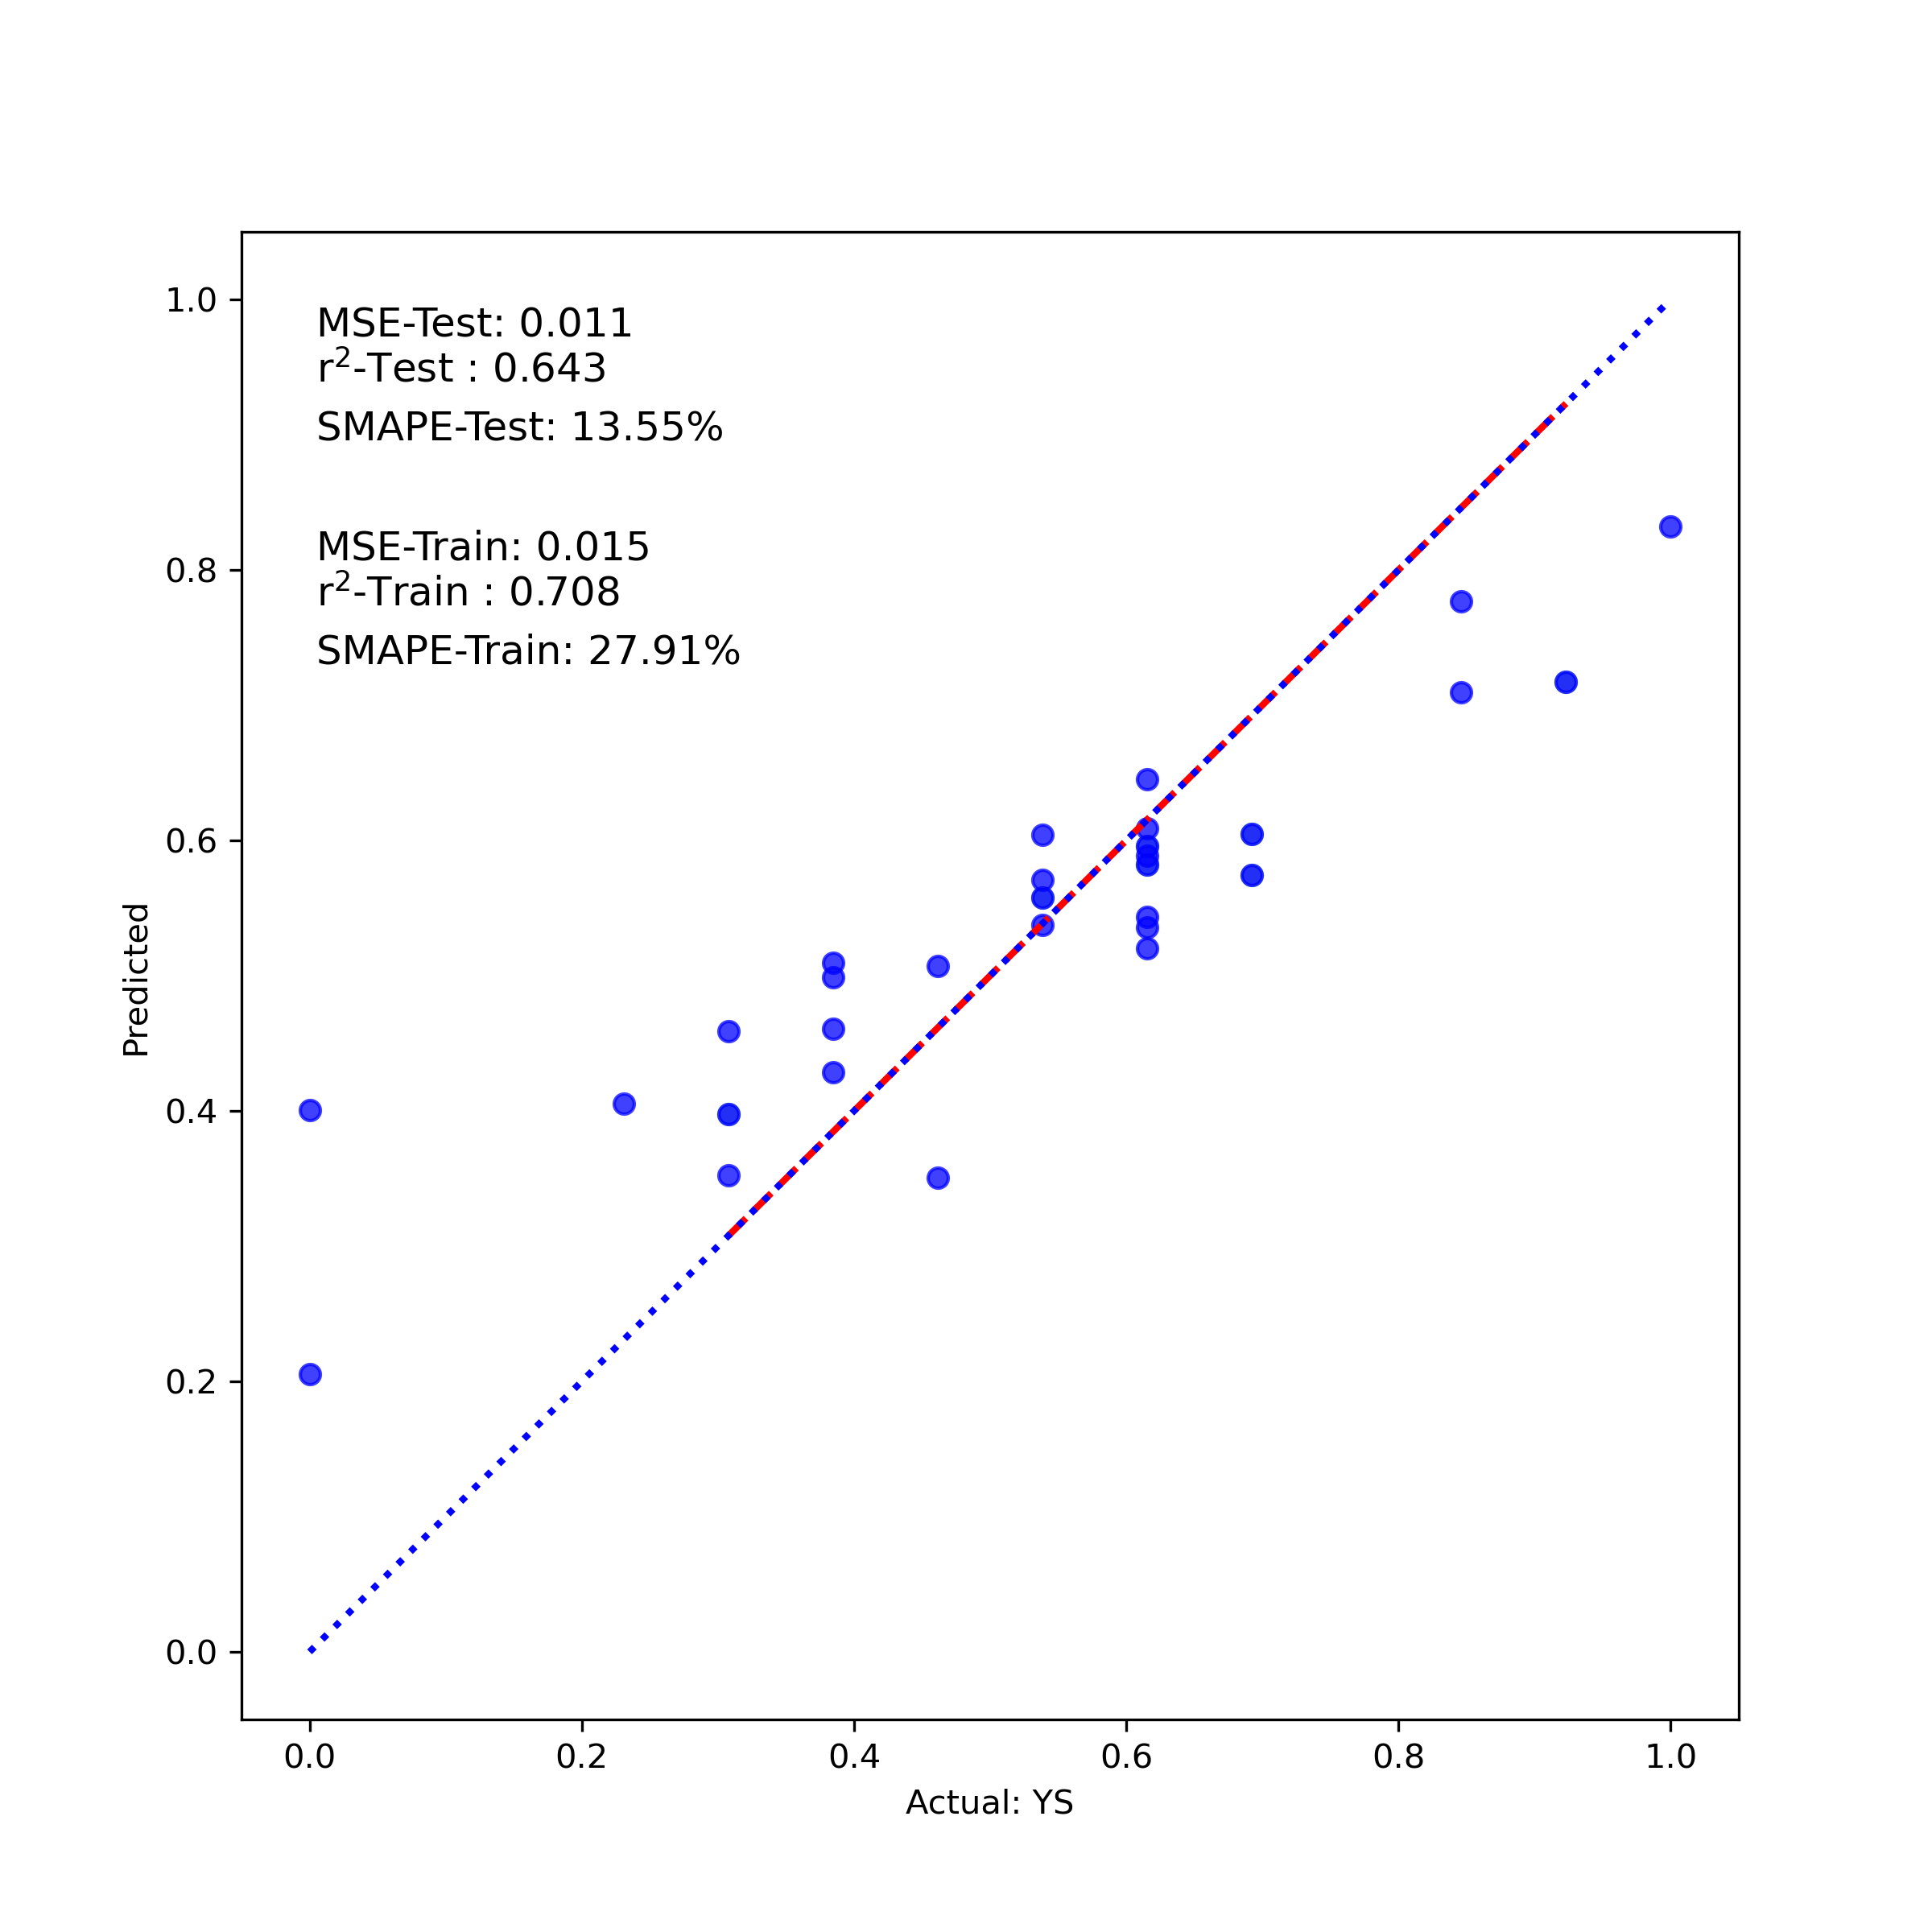 MSE-Test: 0.011
r²-Test : 0.643
SMAPE-Test: 13.55%
MSE-Train: 0.015
r²-Train : 0.708
SMAPE-Train: 27.91%
1.0
0.8
0.6
0.4
0.2
0.0
Predicted
0.0 0.2 0.4 0.6 0.8 1.0
Actual: YS